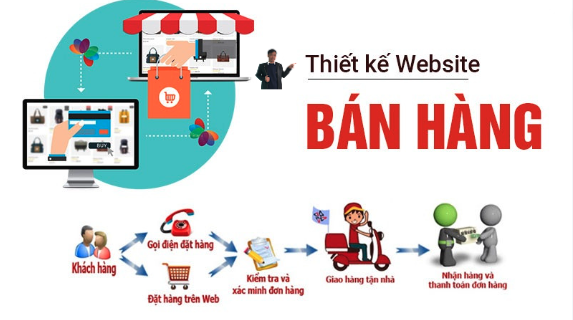 Thiết kế Website
BÁN HÀNG
BUY
Khách hàng
Gọi điện đặt hàng
Đặt hàng trên Web
Kiểm tra và
xác minh đơn hàng
Giao hàng tận nhà
Nhận hàng và
thanh toán đơn hàng